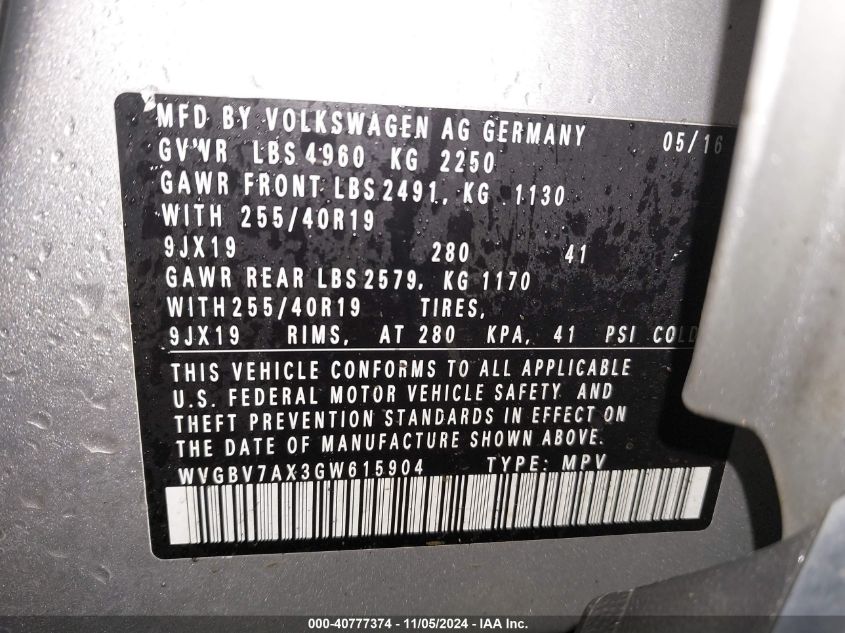 MFD BY VOLKSWAGEN AG GERMANY 05/16
GVWR LBS 4960 KG 2250
GAWR FRONT LBS 2491, KG 1130
WITH 255/40R19
9JX19 280 41
GAWR REAR LBS 2579, KG 1170
WITH 255/40R19 TIRES,
9JX19 RIMS, AT 280 KPA, 41 PSI COLD
THIS VEHICLE CONFORMS TO ALL APPLICABLE
U.S. FEDERAL MOTOR VEHICLE SAFETY AND
THEFT PREVENTION STANDARDS IN EFFECT ON
THE DATE OF MANUFACTURE SHOWN ABOVE.
WVGBV7AX3GW615904 TYPE: MPV
000-40777374 - 11/05/2024 - IAA Inc.